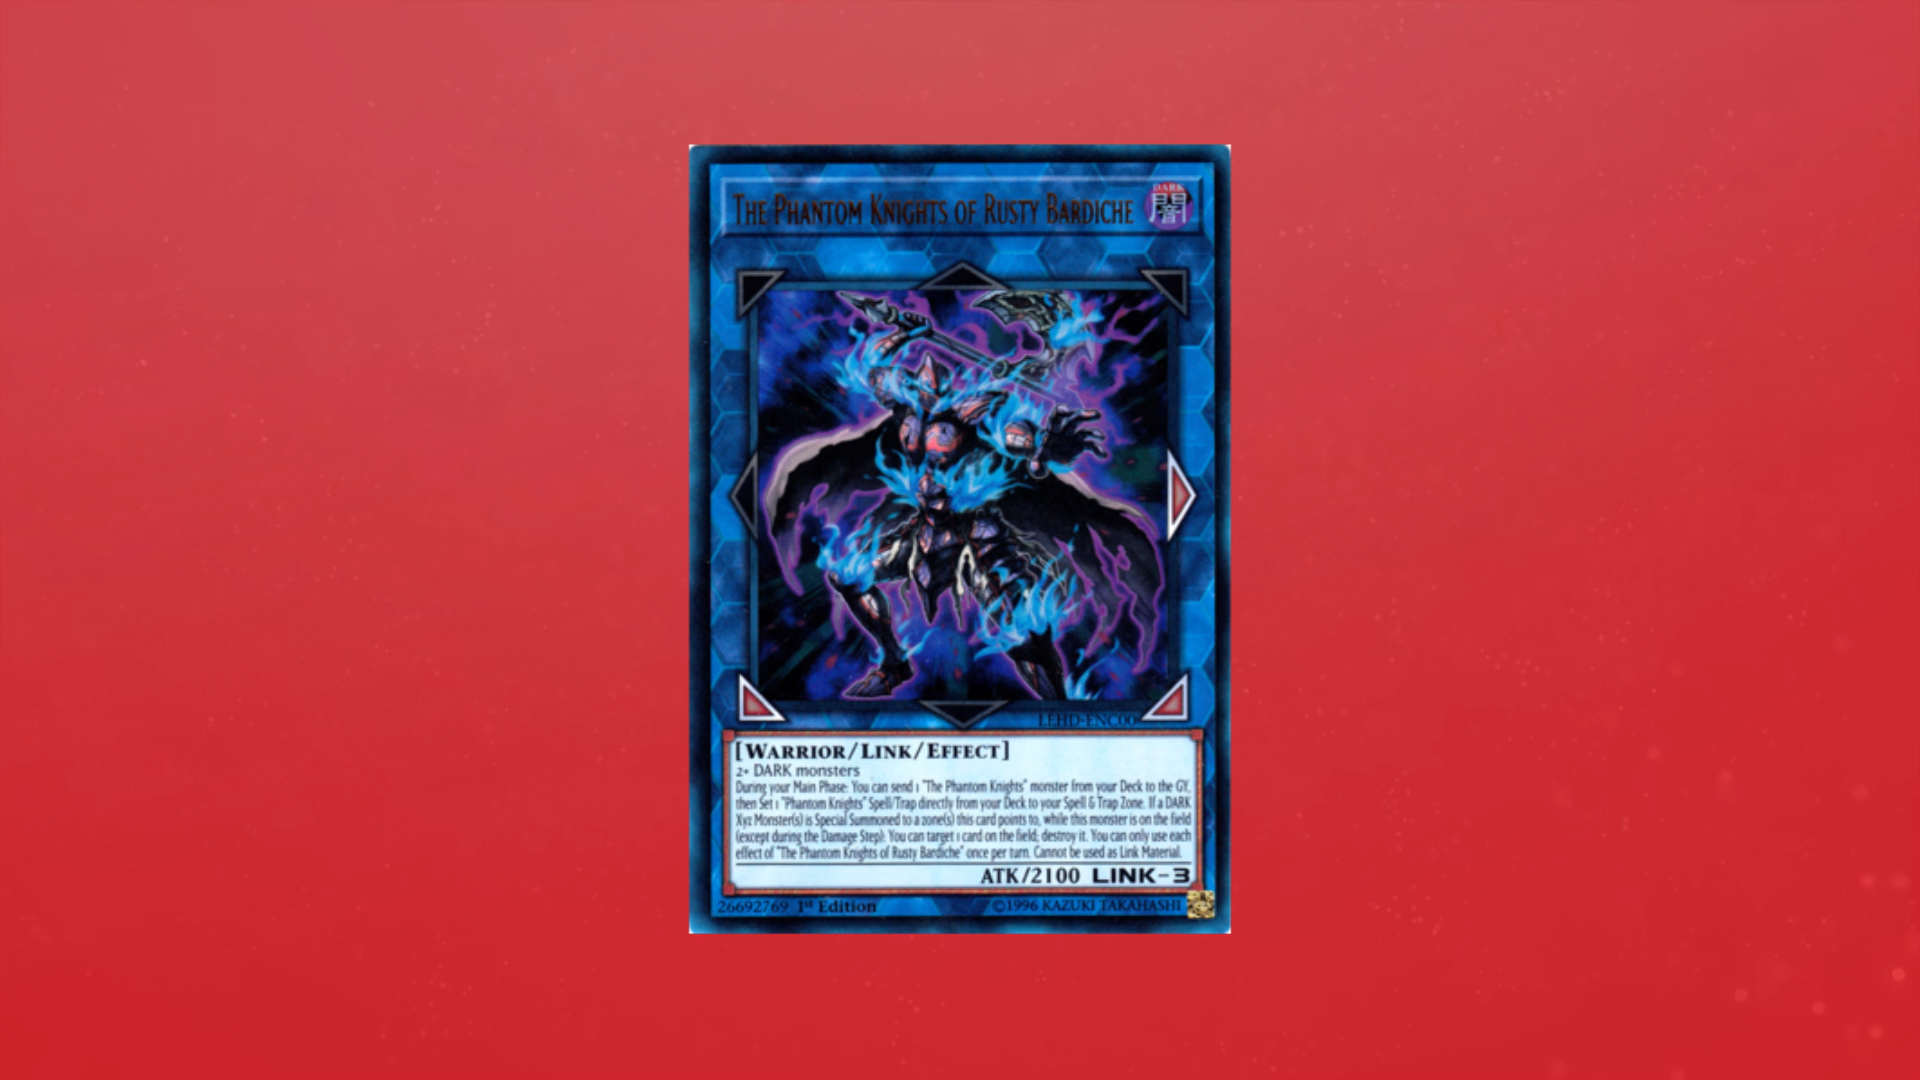 The Phantom Knights of Rusty Bardiche
DARK
闇
LEHD-ENC00
[Warrior/Link/Effect]
2+ DARK monsters
During your Main Phase: You can send 1 "The Phantom Knights" monster from your Deck to the GY,
then Set 1 "Phantom Knights" Spell/Trap directly from your Deck to your Spell & Trap Zone. If a DARK
Xyz Monster(s) is Special Summoned to a zone(s) this card points to, while this monster is on the field
(except during the Damage Step): You can target 1 card on the field; destroy it. You can only use each
effect of "The Phantom Knights of Rusty Bardiche" once per turn. Cannot be used as Link Material.
ATK/2100 LINK-3
26692769 1st Edition ©1996 KAZUKI TAKAHASHI